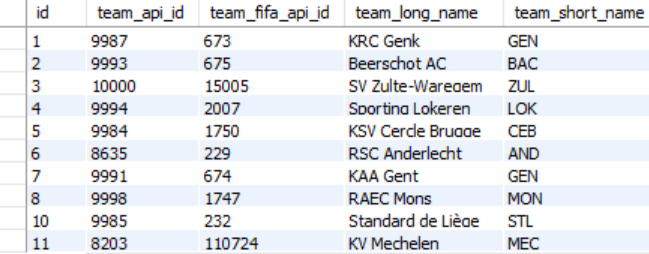 id team_api_id team_fifa_api_id team_long_name team_short_name
1 9987 673 KRC Genk GEN
2 9993 675 Beerschot AC BAC
3 10000 15005 SV Zulte-Waregem ZUL
4 9994 2007 Sporting Lokeren LOK
5 9984 1750 KSV Cercle Brugge CEB
6 8635 229 RSC Anderlecht AND
7 9991 674 KAA Gent GEN
8 9998 1747 RAEC Mons MON
10 9985 232 Standard de Liège STL
11 8203 110724 KV Mechelen MEC